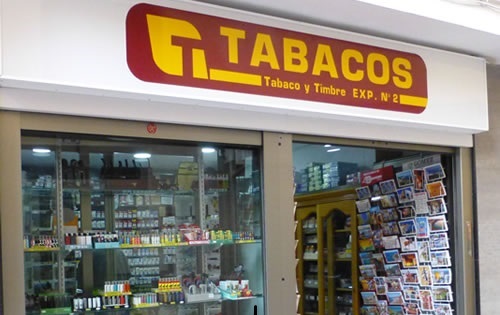 T TABACOS
Tabaco y Timbre EXP. Nº 2